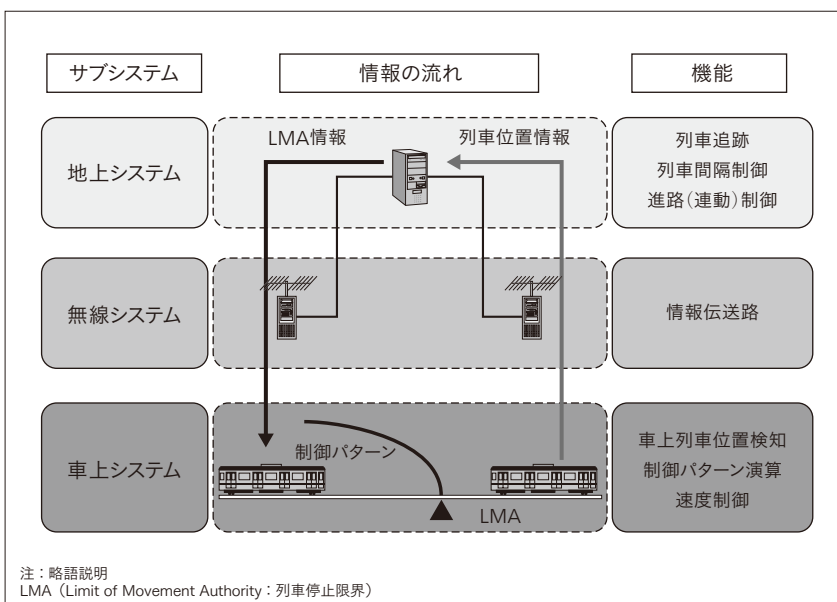 サブシステム
情報の流れ
機能
地上システム
LMA情報
列車位置情報
列車追跡
列車間隔制御
進路(連動)制御
無線システム
情報伝送路
車上システム
制御パターン
LMA
車上列車位置検知
制御パターン演算
速度制御
注:略語説明
LMA(Limit of Movement Authority:列車停止限界)